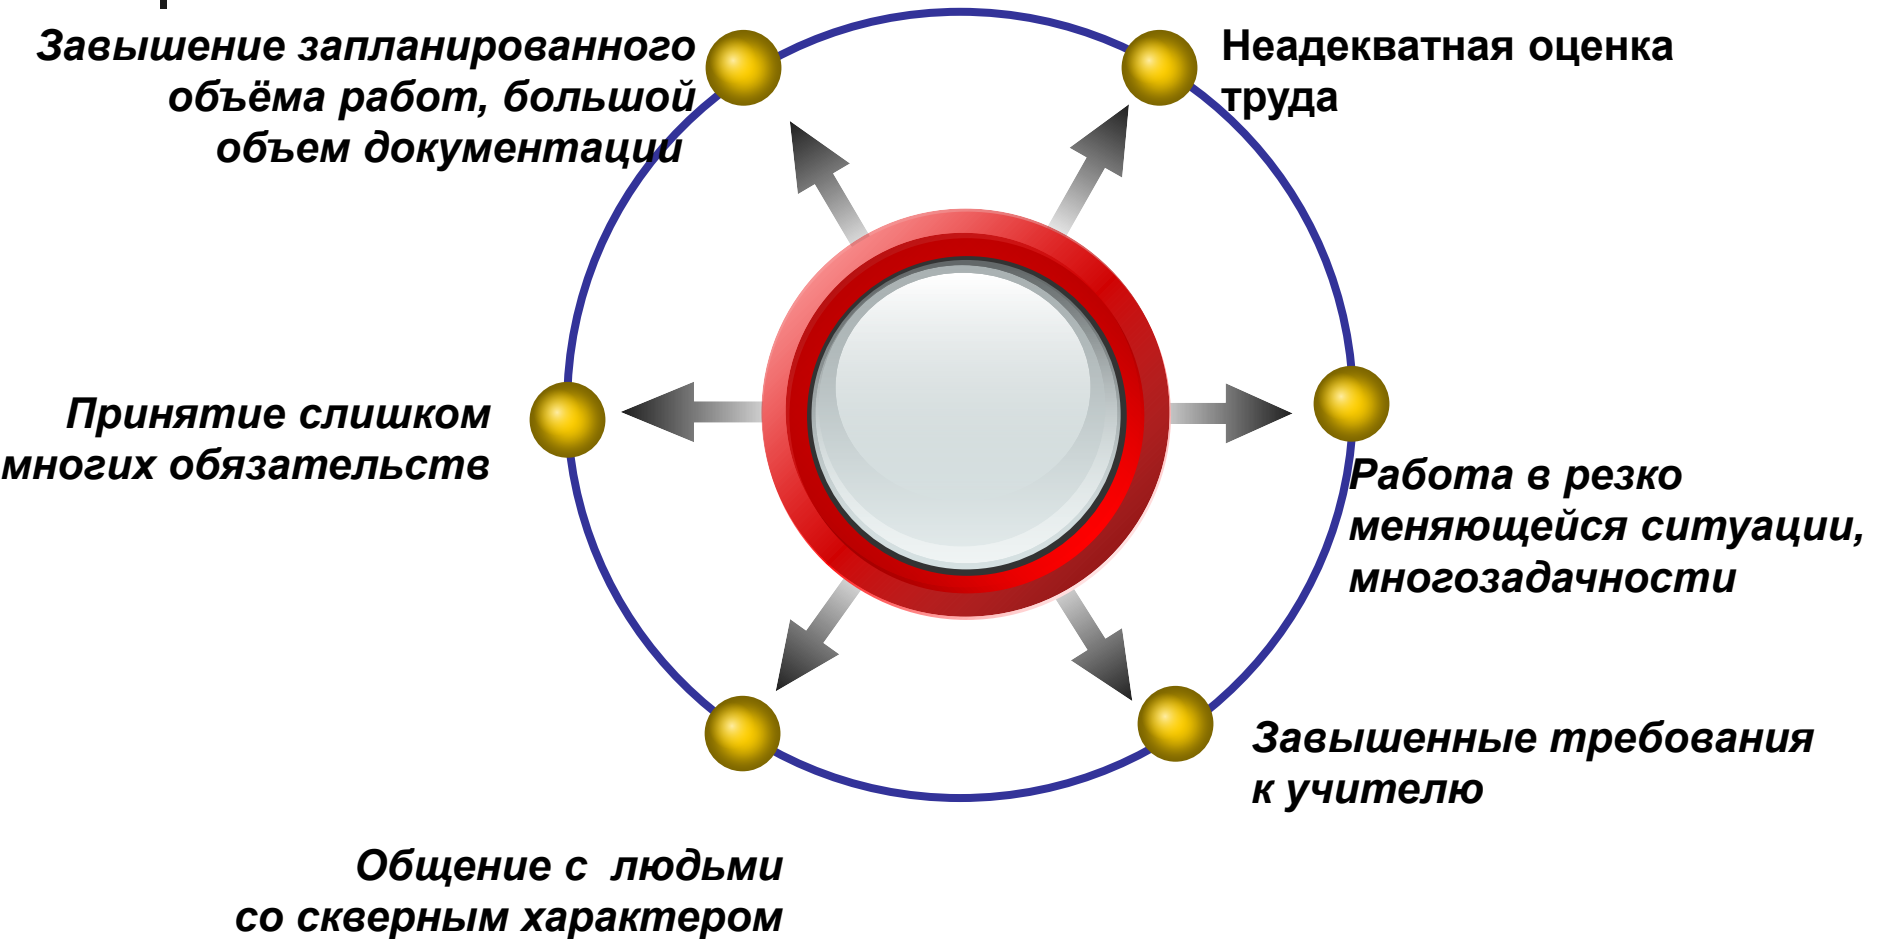 Завышение запланированного
объёма работ, большой
объем документации
Неадекватная оценка
труда
Принятие слишком
многих обязательств
Работа в резко
меняющейся ситуации,
многозадачности
Завышенные требования
к учителю
Общение с людьми
со скверным характером